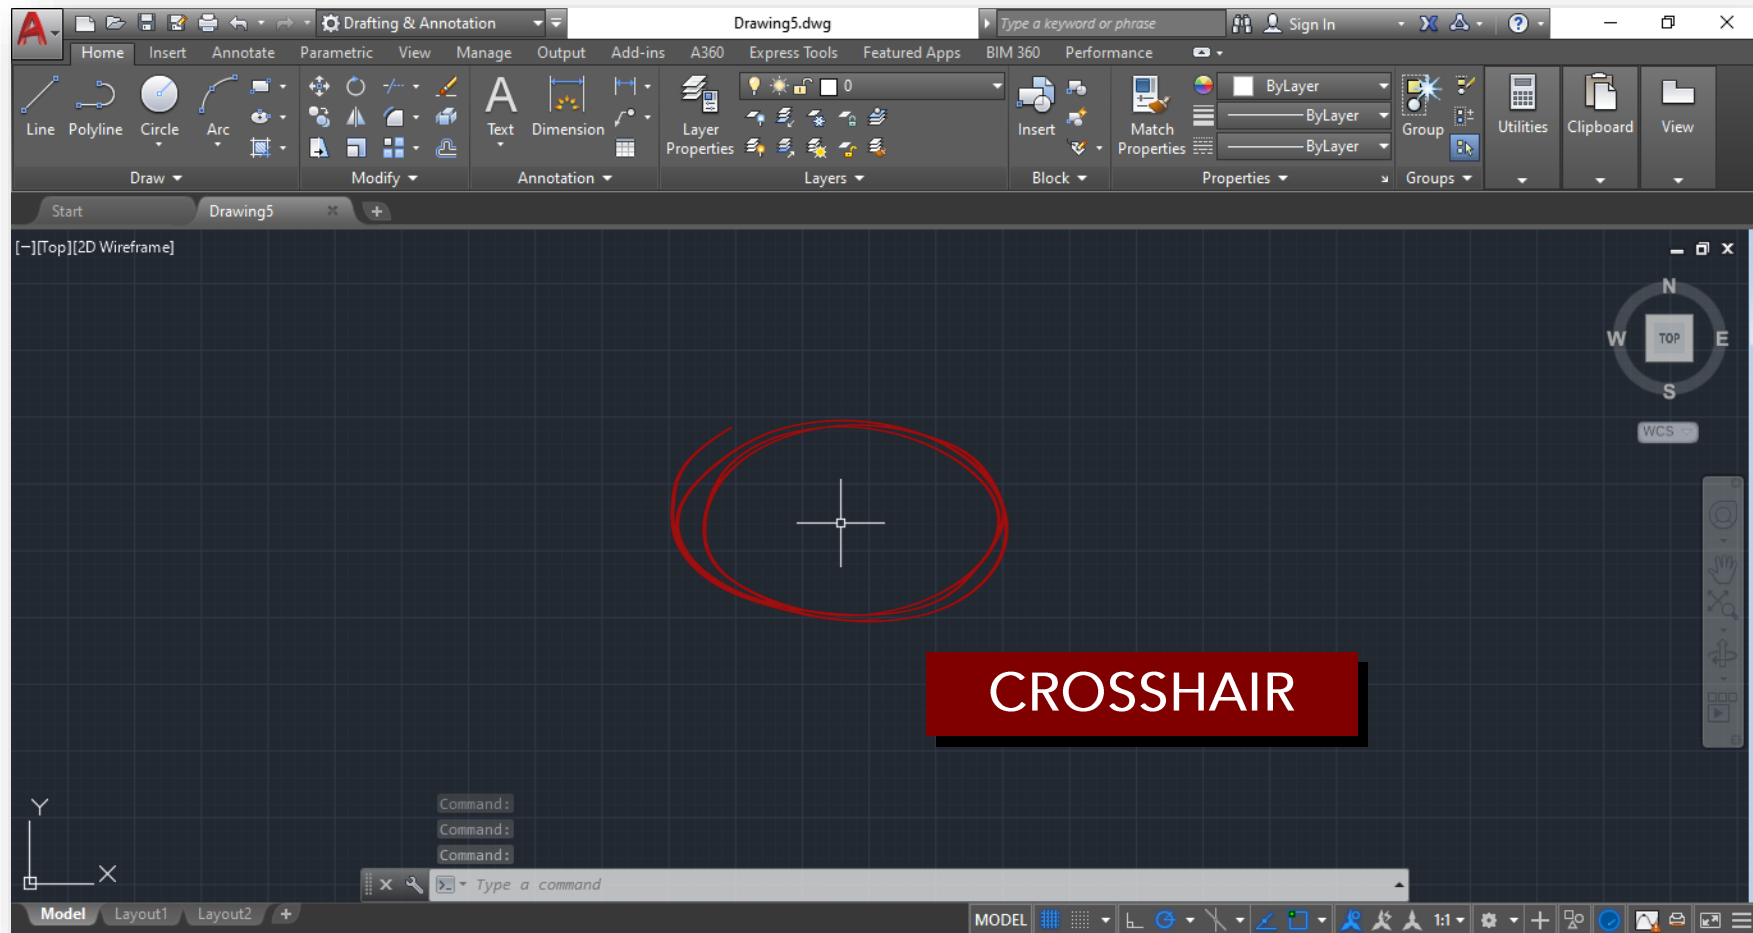 Drafting & Annotation
Drawing5.dwg
Type a keyword or phrase
Sign In
Home Insert Annotate Parametric View Manage Output Add-ins A360 Express Tools Featured Apps BIM 360 Performance
Line Polyline Circle Arc
Text Dimension
Layer
Properties
0
Insert
Match
Properties
ByLayer
ByLayer
ByLayer
Group
Utilities
Clipboard
View
Draw Modify Annotation Layers Block Properties Groups
Start Drawing5
[−][Top][2D Wireframe]
N
W TOP E
S
WCS
CROSSHAIR
Y
X
Command:
Command:
Command:
Type a command
Model Layout1 Layout2
MODEL 1:1